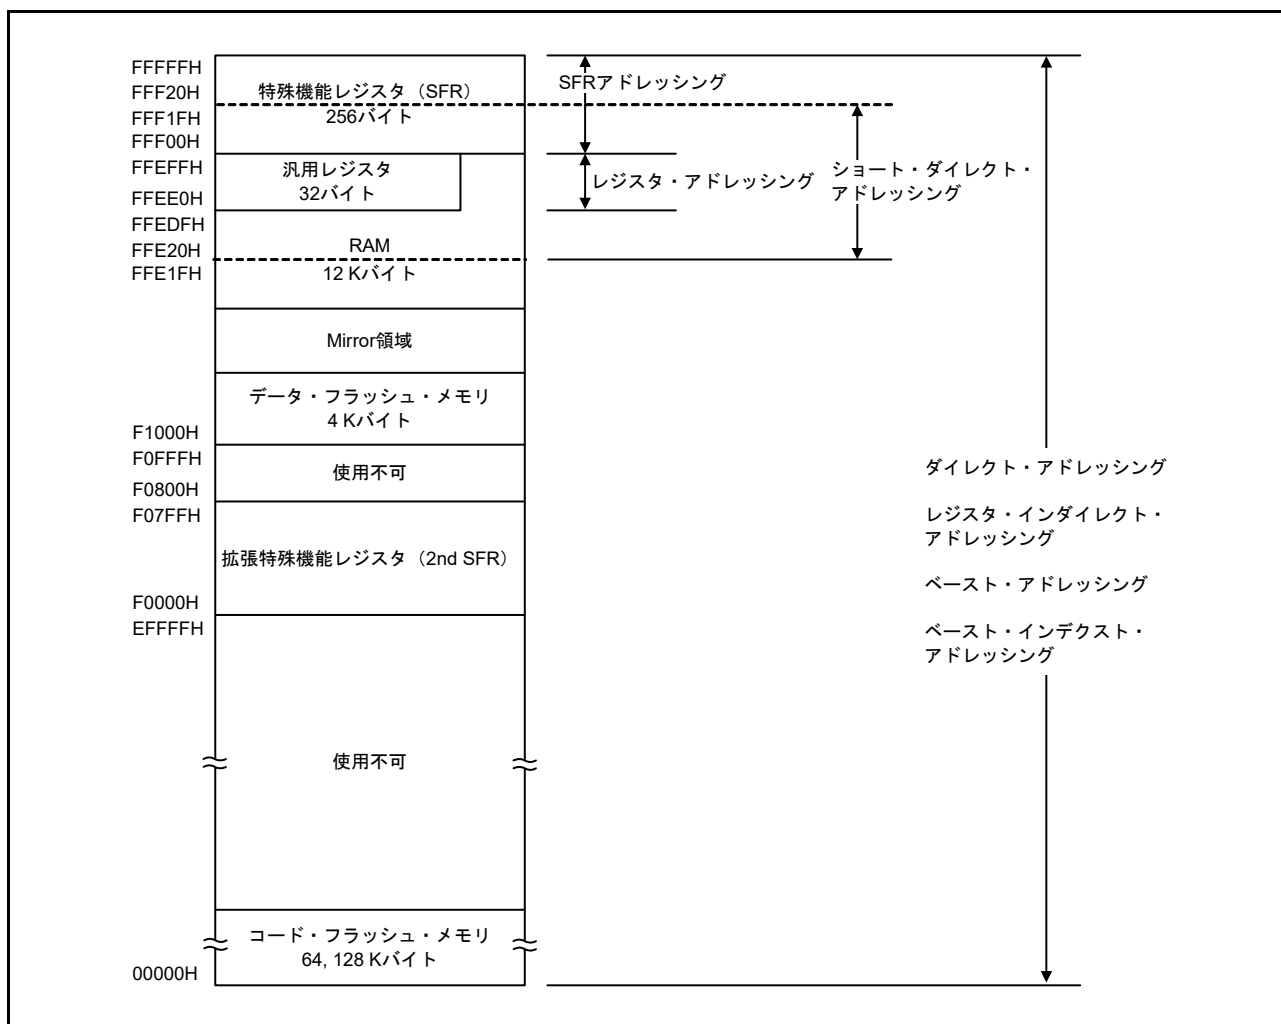 FFFFFH
FFF20H
FFF1FH
FFF00H
FFEFFH
FFEE0H
FFEDFH
FFE20H
FFE1FH
F1000H
F0FFFH
F0800H
F07FFH
F0000H
EFFFFH
00000H
特殊機能レジスタ（SFR）
256バイト
汎用レジスタ
32バイト
RAM
12 Kバイト
Mirror領域
データ・フラッシュ・メモリ
4 Kバイト
使用不可
拡張特殊機能レジスタ（2nd SFR）
使用不可
コード・フラッシュ・メモリ
64, 128 Kバイト
SFRアドレッシング
レジスタ・アドレッシング
ショート・ダイレクト・
アドレッシング
ダイレクト・アドレッシング
レジスタ・インダイレクト・
アドレッシング
ベースト・アドレッシング
ベースト・インデクスト・
アドレッシング